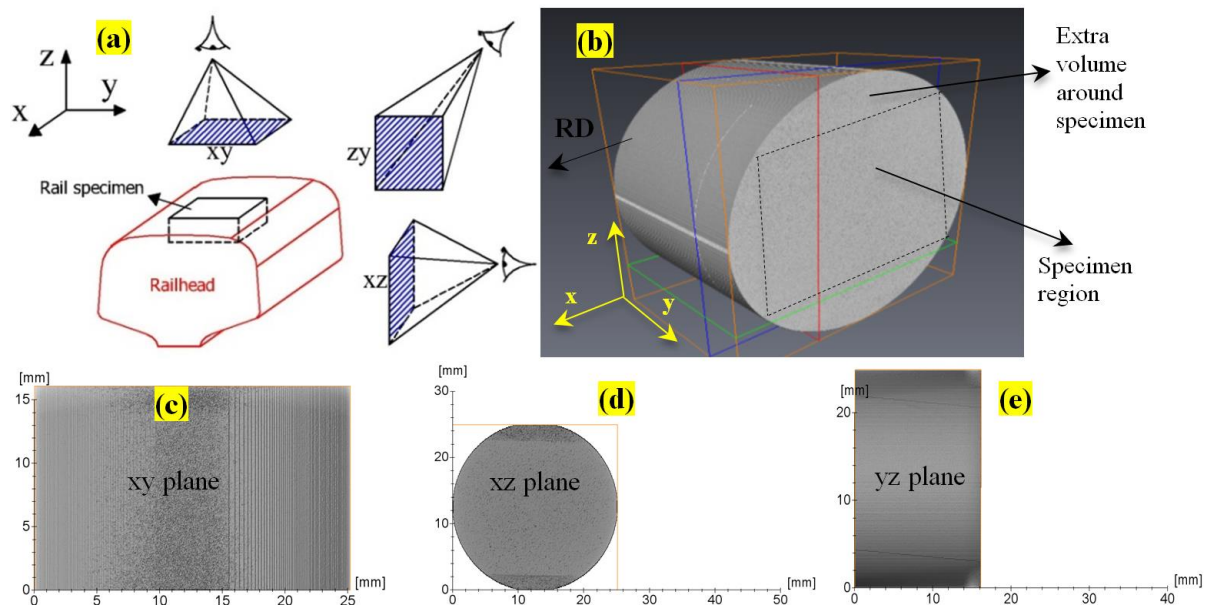 (a)
z
y
x
xy
zy
xz
Rail specimen
Railhead
(b)
RD
z
x
y
Extra
volume
around
specimen
Specimen
region
[mm]
15
10
5
0
0 5 10 15 20 25
[mm]
(c)
xy plane
[mm]
30
20
10
0
0 10 20 30 40 50
[mm]
(d)
xz plane
[mm]
20
10
0
0 10 20 30 40
[mm]
(e)
yz plane